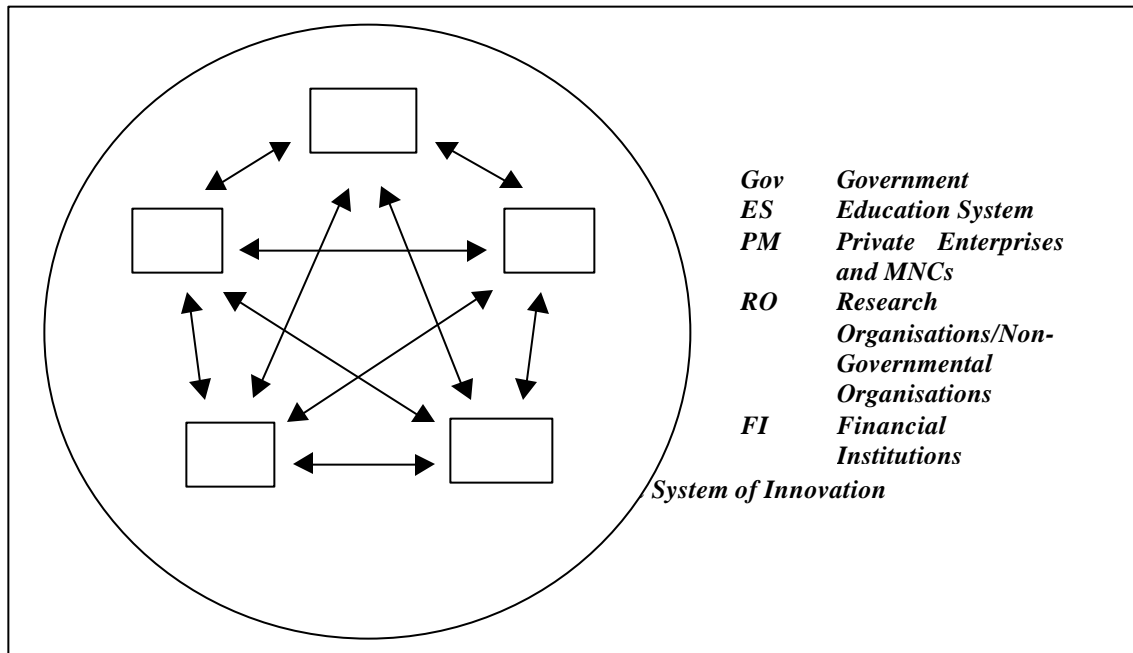 Gov Government
ES Education System
PM Private Enterprises
and MNCs
RO Research
Organisations/Non-
Governmental
Organisations
FI Financial
Institutions
System of Innovation